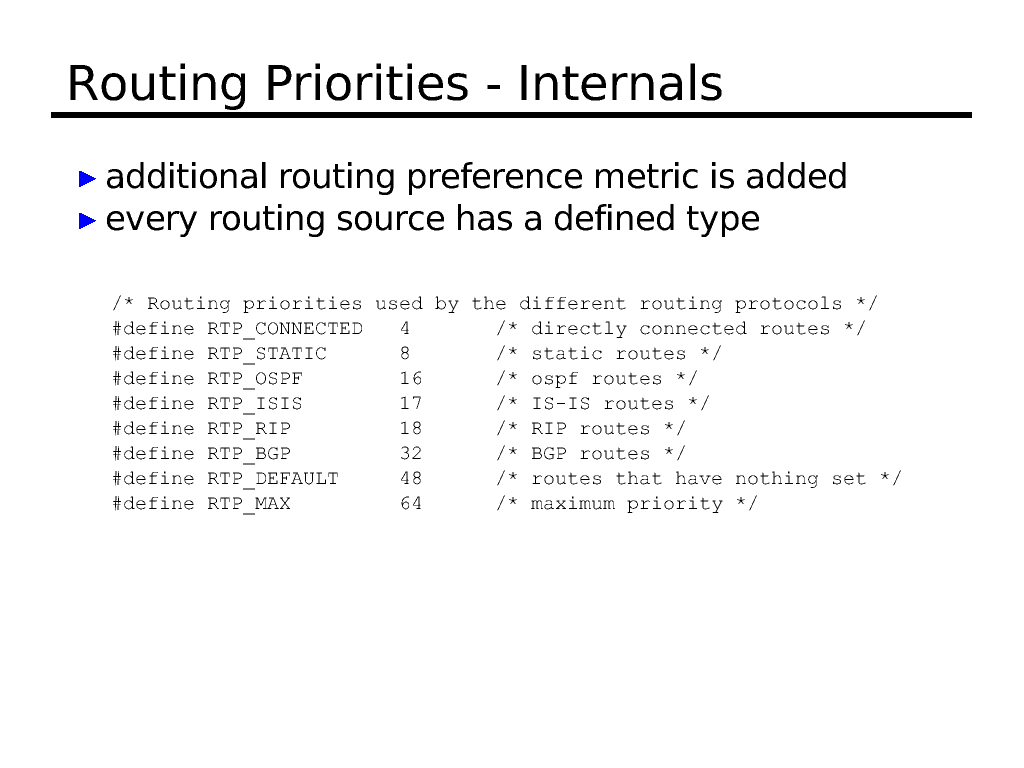 Routing Priorities - Internals
additional routing preference metric is added
every routing source has a defined type
/* Routing priorities used by the different routing protocols */
#define RTP_CONNECTED 4 /* directly connected routes */
#define RTP_STATIC 8 /* static routes */
#define RTP_OSPF 16 /* ospf routes */
#define RTP_ISIS 17 /* IS-IS routes */
#define RTP_RIP 18 /* RIP routes */
#define RTP_BGP 32 /* BGP routes */
#define RTP_DEFAULT 48 /* routes that have nothing set */
#define RTP_MAX 64 /* maximum priority */